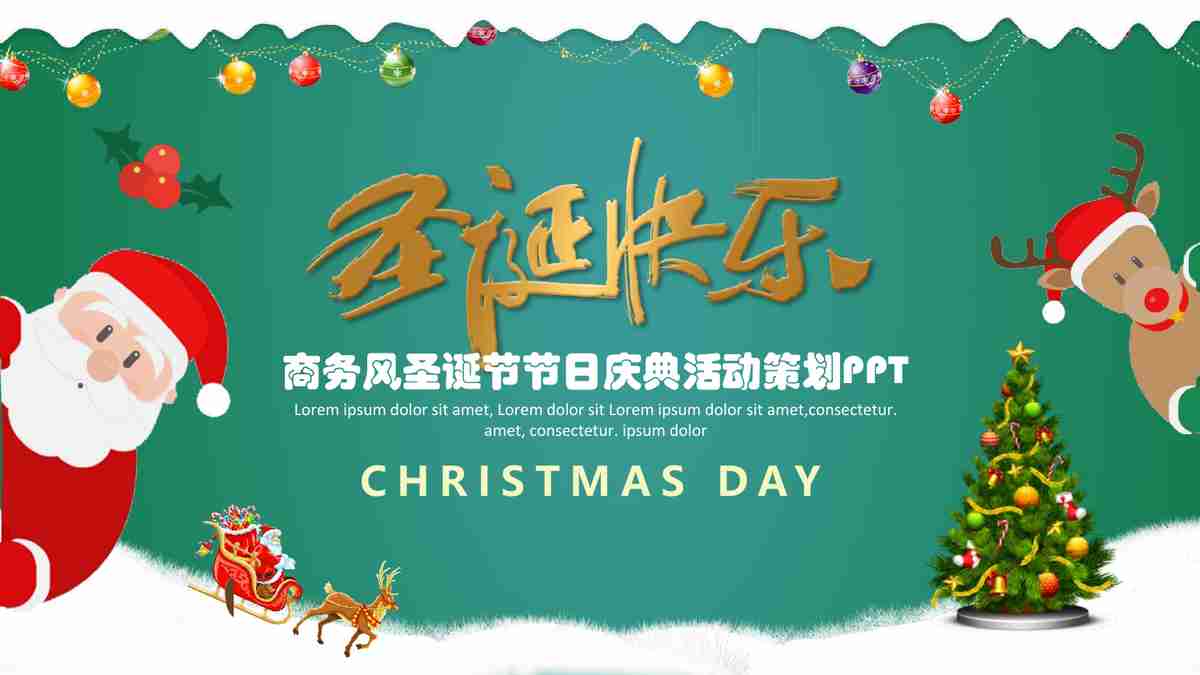 圣诞快乐
商务风圣诞节节日庆典活动策划PPT
Lorem ipsum dolor sit amet, Lorem dolor sit Lorem ipsum dolor sit amet,consectetur.
amet, consectetur. ipsum dolor
CHRISTMAS DAY